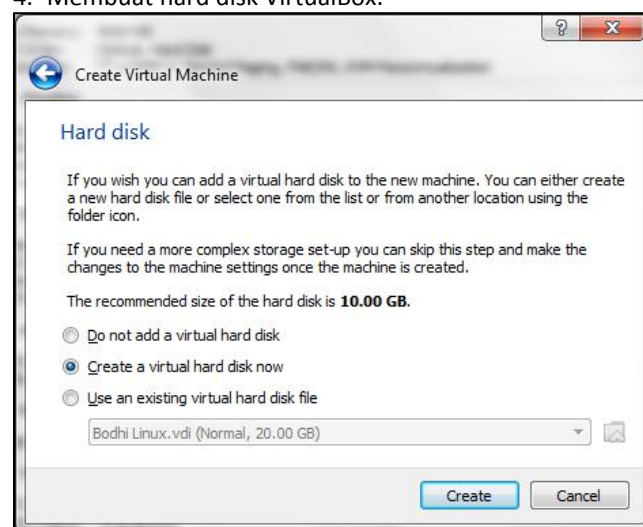 4. Membuat hard disk VirtualBox.
Create Virtual Machine
Hard disk
If you wish you can add a virtual hard disk to the new machine. You can either create
a new hard disk file or select one from the list or from another location using the
folder icon.
If you need a more complex storage set-up you can skip this step and make the
changes to the machine settings once the machine is created.
The recommended size of the hard disk is 10.00 GB.
Do not add a virtual hard disk
Create a virtual hard disk now
Use an existing virtual hard disk file
Bodhi Linux.vdi (Normal, 20.00 GB)
Create Cancel